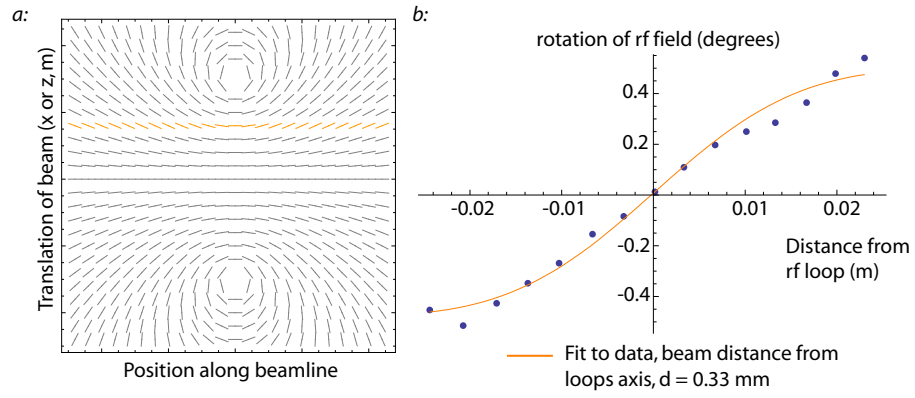 a:
Translation of beam (x or z, m)
Position along beamline
b:
rotation of rf field (degrees)
0.4
0.2
-0.02
-0.01
0.01
0.02
-0.2
-0.4
Distance from
rf loop (m)
Fit to data, beam distance from
loops axis, d = 0.33 mm